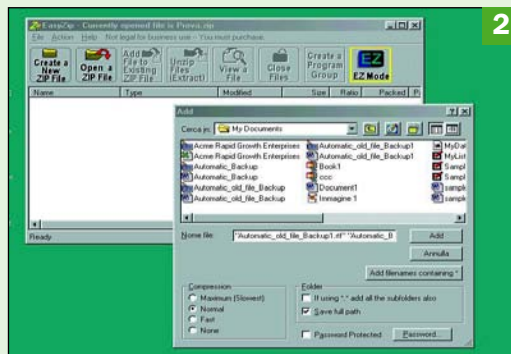 2
EasyZip - Currently opened file is Prova.zip
File Action Help Not legal for business use - You must purchase.
Create a New ZIP File
Open a ZIP File
Add File to Existing ZIP File
Unzip Files (Extract)
View a File
Close Files
Create a Program Group
EZ Mode
Name Type Modified Size Ratio Packed
Ready
Add
Cerca in: My Documents
Acme Rapid Growth Enterprises Automatic_old_file_Backup1
Acme Rapid Growth Enterprises Automatic_old_file_Backup1
Automatic_Backup Book1
Automatic_Backup ccc
Automatic_old_file_Backup Document1
Automatic_old_file_Backup Immagine 1
Nome file: "Automatic_old_file_Backup1.rtf" "Automatic_B
Add
Annulla
Add filenames containing *
Compression
Maximum (Slowest)
Normal
Fast
None
Folder
If using *.* add all the subfolders also
Save full path
Password Protected
Password...